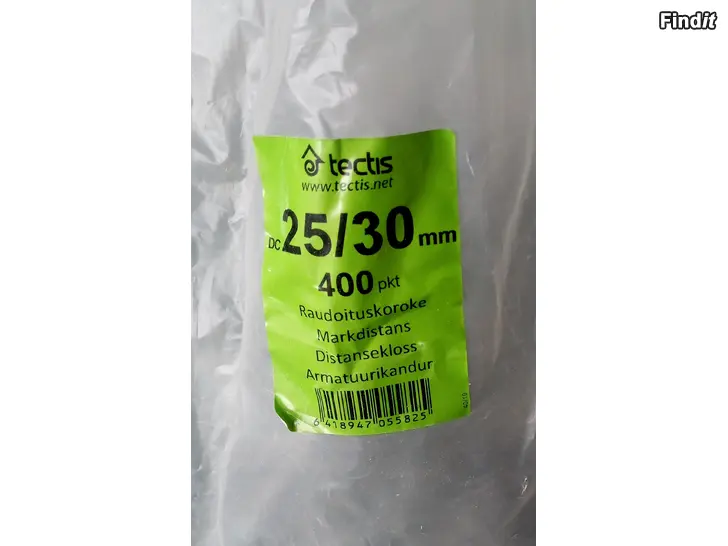 Findit
tectis
www.tectis.net
DC 25/30 mm
400 pkt
Raudoituskoroke
Markdistans
Distansekloss
Armatuurikandur
6 418947 055825